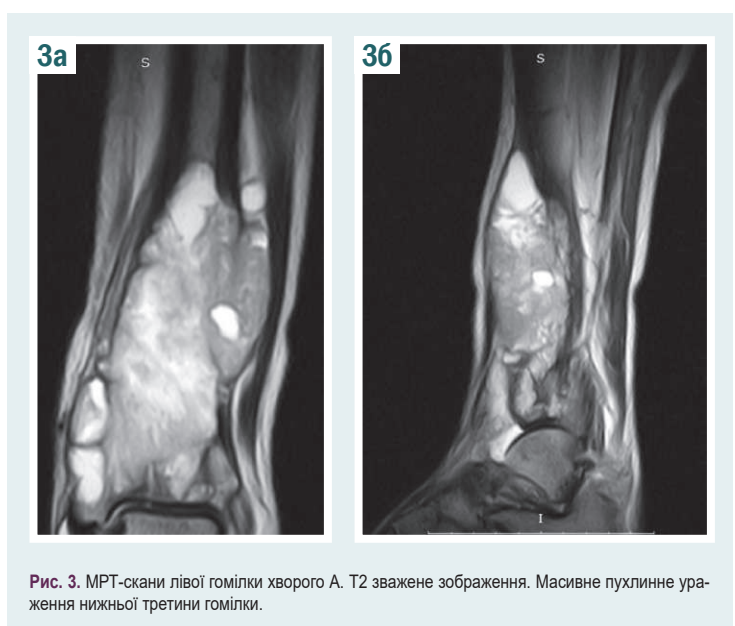 3а
S
3б
S
I
Рис. 3. МРТ-скани лівої гомілки хворого А. Т2 зважене зображення. Масивне пухлинне ура-
ження нижньої третини гомілки.